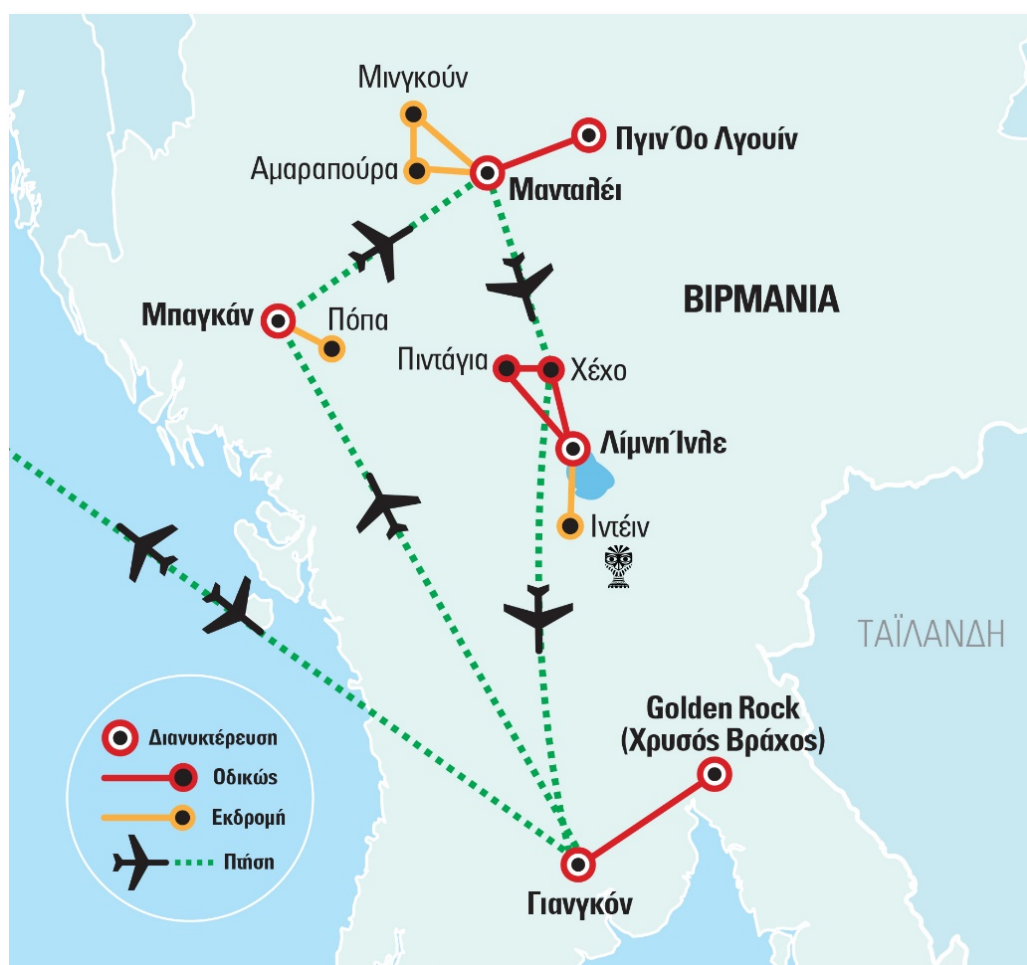 Μινγκούν
Πγιν Όο Λγουίν
Αμαραπούρα
Μανταλέι
ΒΙΡΜΑΝΙΑ
Μπαγκάν
Πόπα
Πιντάγια
Χέχο
Λίμνη Ίνλε
Ιντέιν
ΤΑΪΛΑΝΔΗ
Golden Rock
(Χρυσός Βράχος)
Γιανγκόν
Διανυκτέρευση
Οδικώς
Εκδρομή
Πτήση